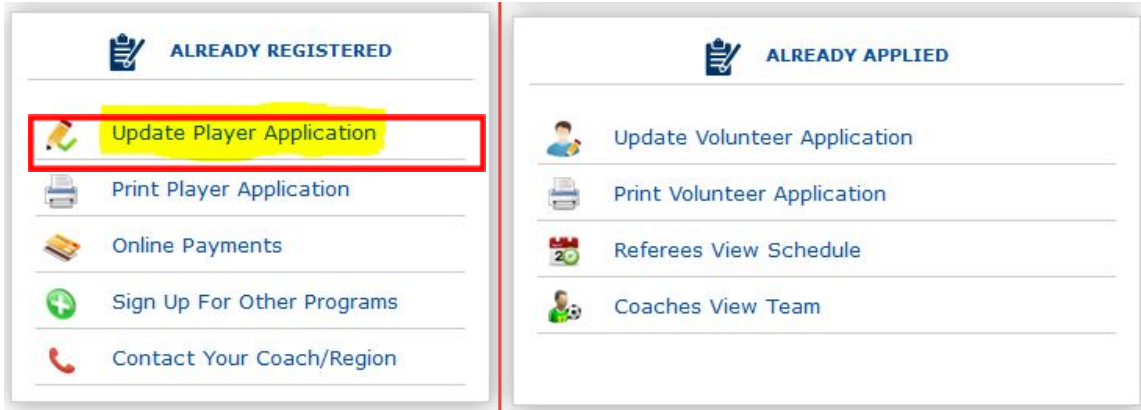 ALREADY REGISTERED
Update Player Application
Print Player Application
Online Payments
Sign Up For Other Programs
Contact Your Coach/Region
ALREADY APPLIED
Update Volunteer Application
Print Volunteer Application
20
Referees View Schedule
Coaches View Team